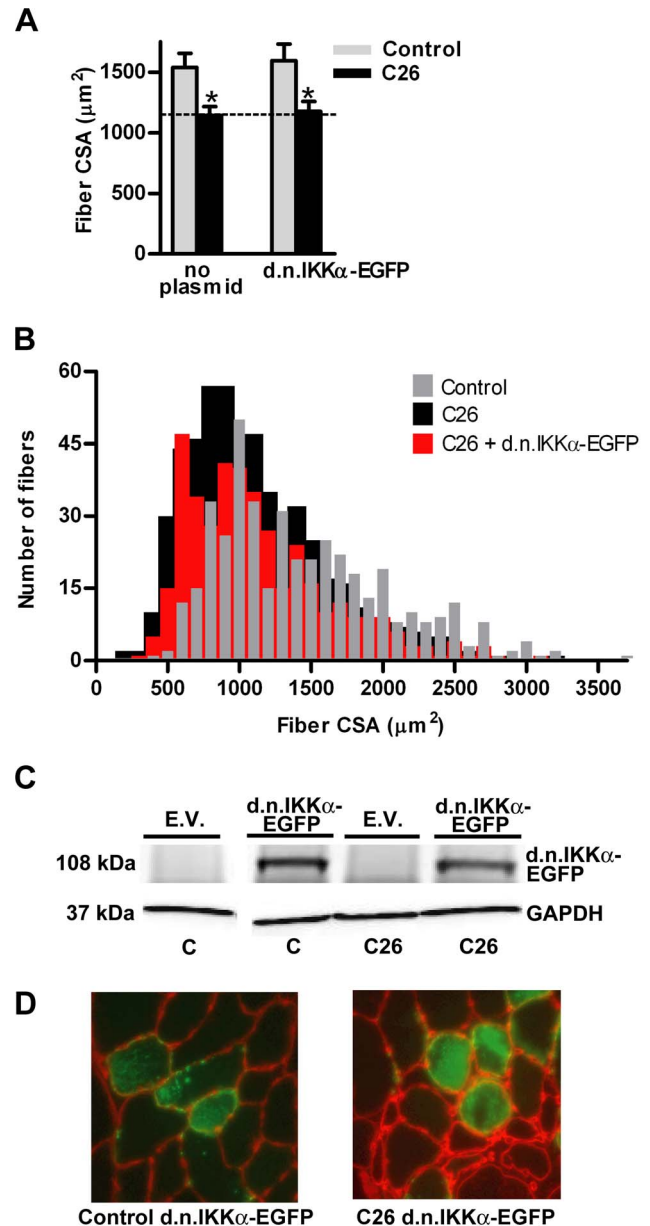 A
Fiber CSA (μm²)
1500
1000
500
0
*
*
Control
C26
no plasmid
d.n.IKKα-EGFP
B
Number of fibers
60
45
30
15
0
Control
C26
C26 + d.n.IKKα-EGFP
0 500 1000 1500 2000 2500 3000 3500
Fiber CSA (μm²)
C
E.V.
d.n.IKKα-
EGFP
E.V.
d.n.IKKα-
EGFP
108 kDa
d.n.IKKα-
EGFP
37 kDa
GAPDH
C C C26 C26
D
Control d.n.IKKα-EGFP
C26 d.n.IKKα-EGFP